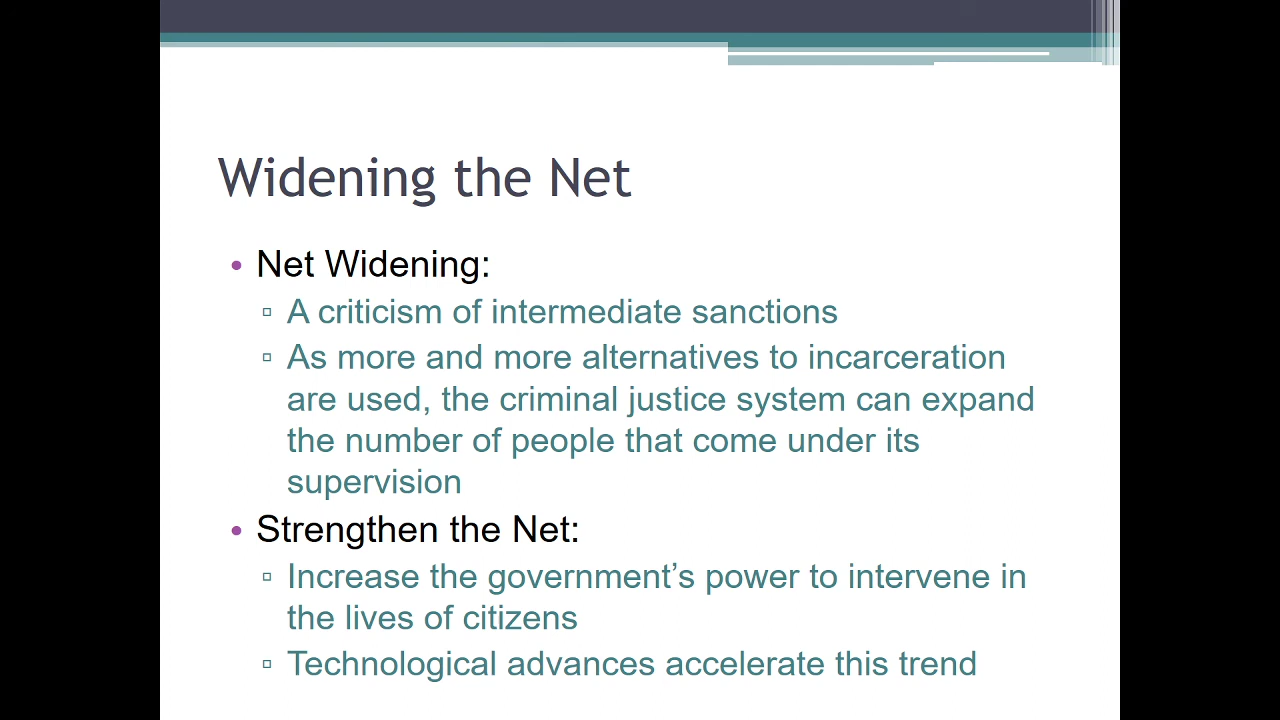 Widening the Net
• Net Widening:
▫ A criticism of intermediate sanctions
▫ As more and more alternatives to incarceration
are used, the criminal justice system can expand
the number of people that come under its
supervision
• Strengthen the Net:
▫ Increase the government’s power to intervene in
the lives of citizens
▫ Technological advances accelerate this trend